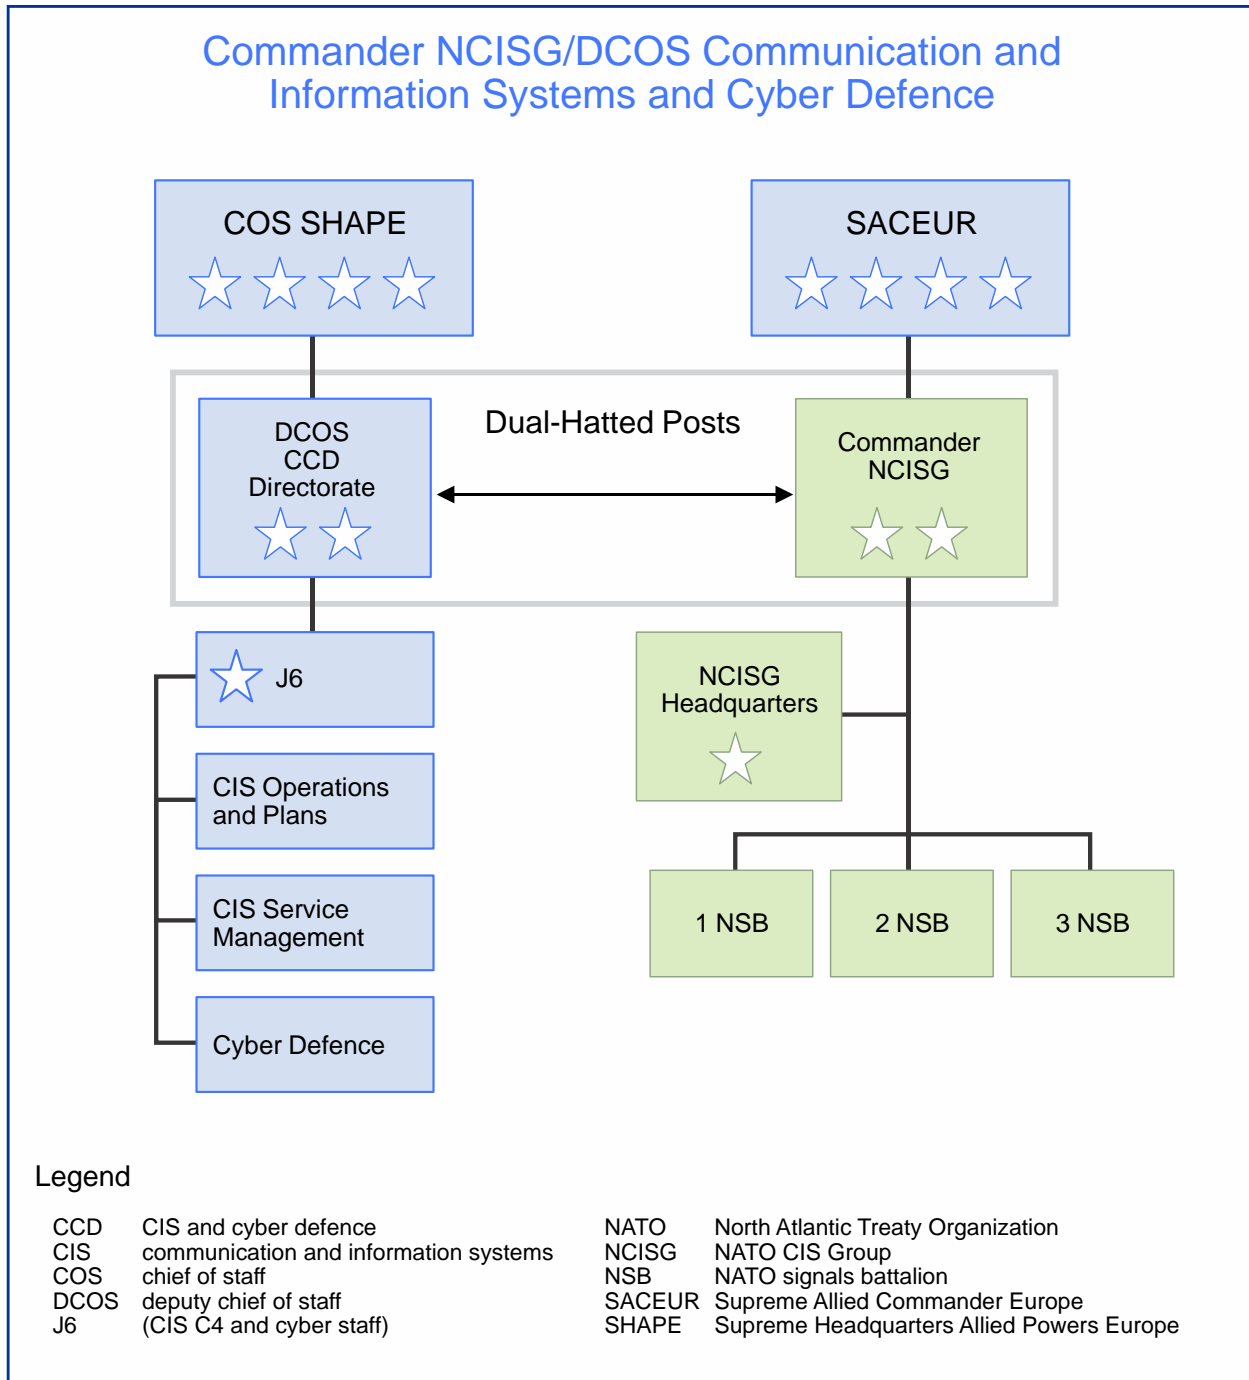 Commander NCISG/DCOS Communication and
Information Systems and Cyber Defence
COS SHAPE
SACEUR
Dual-Hatted Posts
DCOS
CCD
Directorate
Commander
NCISG
J6
NCISG
Headquarters
CIS Operations
and Plans
CIS Service
Management
Cyber Defence
1 NSB
2 NSB
3 NSB
Legend
CCD CIS and cyber defence
CIS communication and information systems
COS chief of staff
DCOS deputy chief of staff
J6 (CIS C4 and cyber staff)
NATO North Atlantic Treaty Organization
NCISG NATO CIS Group
NSB NATO signals battalion
SACEUR Supreme Allied Commander Europe
SHAPE Supreme Headquarters Allied Powers Europe